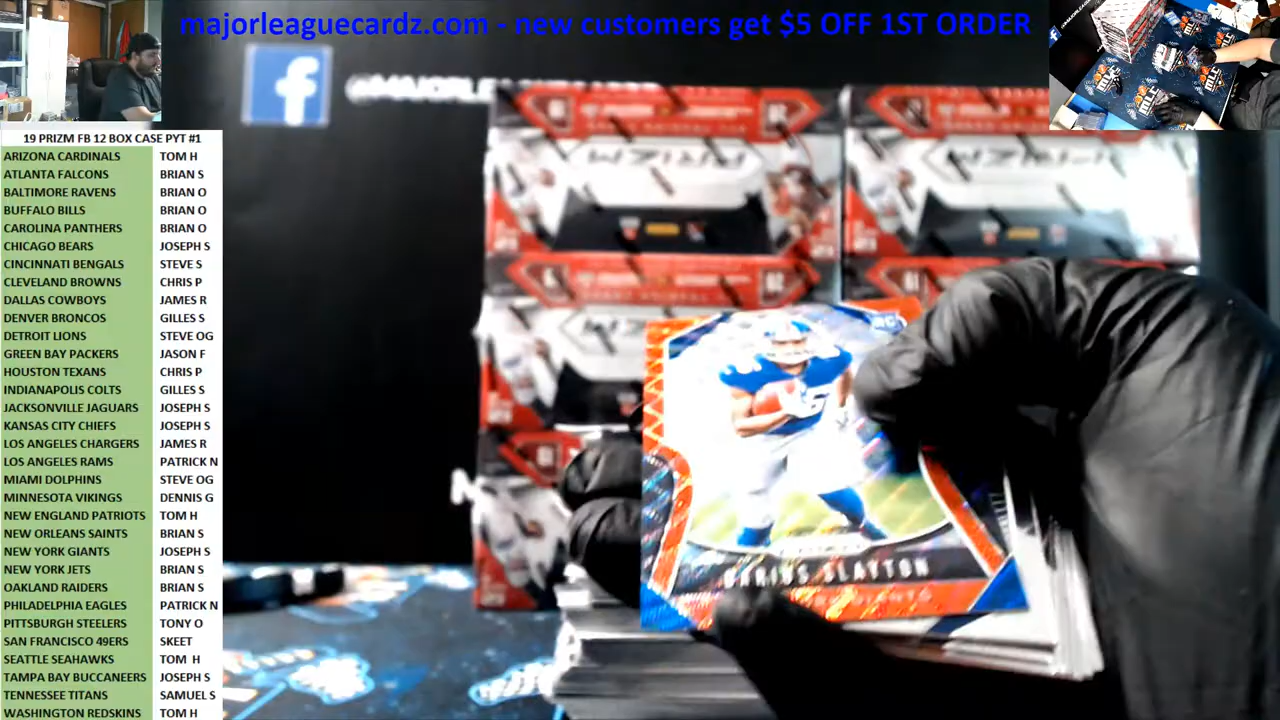 majorleaguecardz.com - new customers get $5 OFF 1ST ORDER
19 PRIZM FB 12 BOX CASE PYT #1
ARIZONA CARDINALS TOM H
ATLANTA FALCONS BRIAN S
BALTIMORE RAVENS BRIAN O
BUFFALO BILLS BRIAN O
CAROLINA PANTHERS BRIAN O
CHICAGO BEARS JOSEPH S
CINCINNATI BENGALS STEVE S
CLEVELAND BROWNS CHRIS P
DALLAS COWBOYS JAMES R
DENVER BRONCOS GILLES S
DETROIT LIONS STEVE OG
GREEN BAY PACKERS JASON F
HOUSTON TEXANS CHRIS P
INDIANAPOLIS COLTS GILLES S
JACKSONVILLE JAGUARS JOSEPH S
KANSAS CITY CHIEFS JOSEPH S
LOS ANGELES CHARGERS JAMES R
LOS ANGELES RAMS PATRICK N
MIAMI DOLPHINS STEVE OG
MINNESOTA VIKINGS DENNIS G
NEW ENGLAND PATRIOTS TOM H
NEW ORLEANS SAINTS BRIAN S
NEW YORK GIANTS JOSEPH S
NEW YORK JETS BRIAN S
OAKLAND RAIDERS BRIAN S
PHILADELPHIA EAGLES PATRICK N
PITTSBURGH STEELERS TONY O
SAN FRANCISCO 49ERS SKEET
SEATTLE SEAHAWKS TOM H
TAMPA BAY BUCCANEERS JOSEPH S
TENNESSEE TITANS SAMUEL S
WASHINGTON REDSKINS TOM H
f
PRIZM
PRIZM
PRIZM
RC
DARIUS SLAYTON
MLC